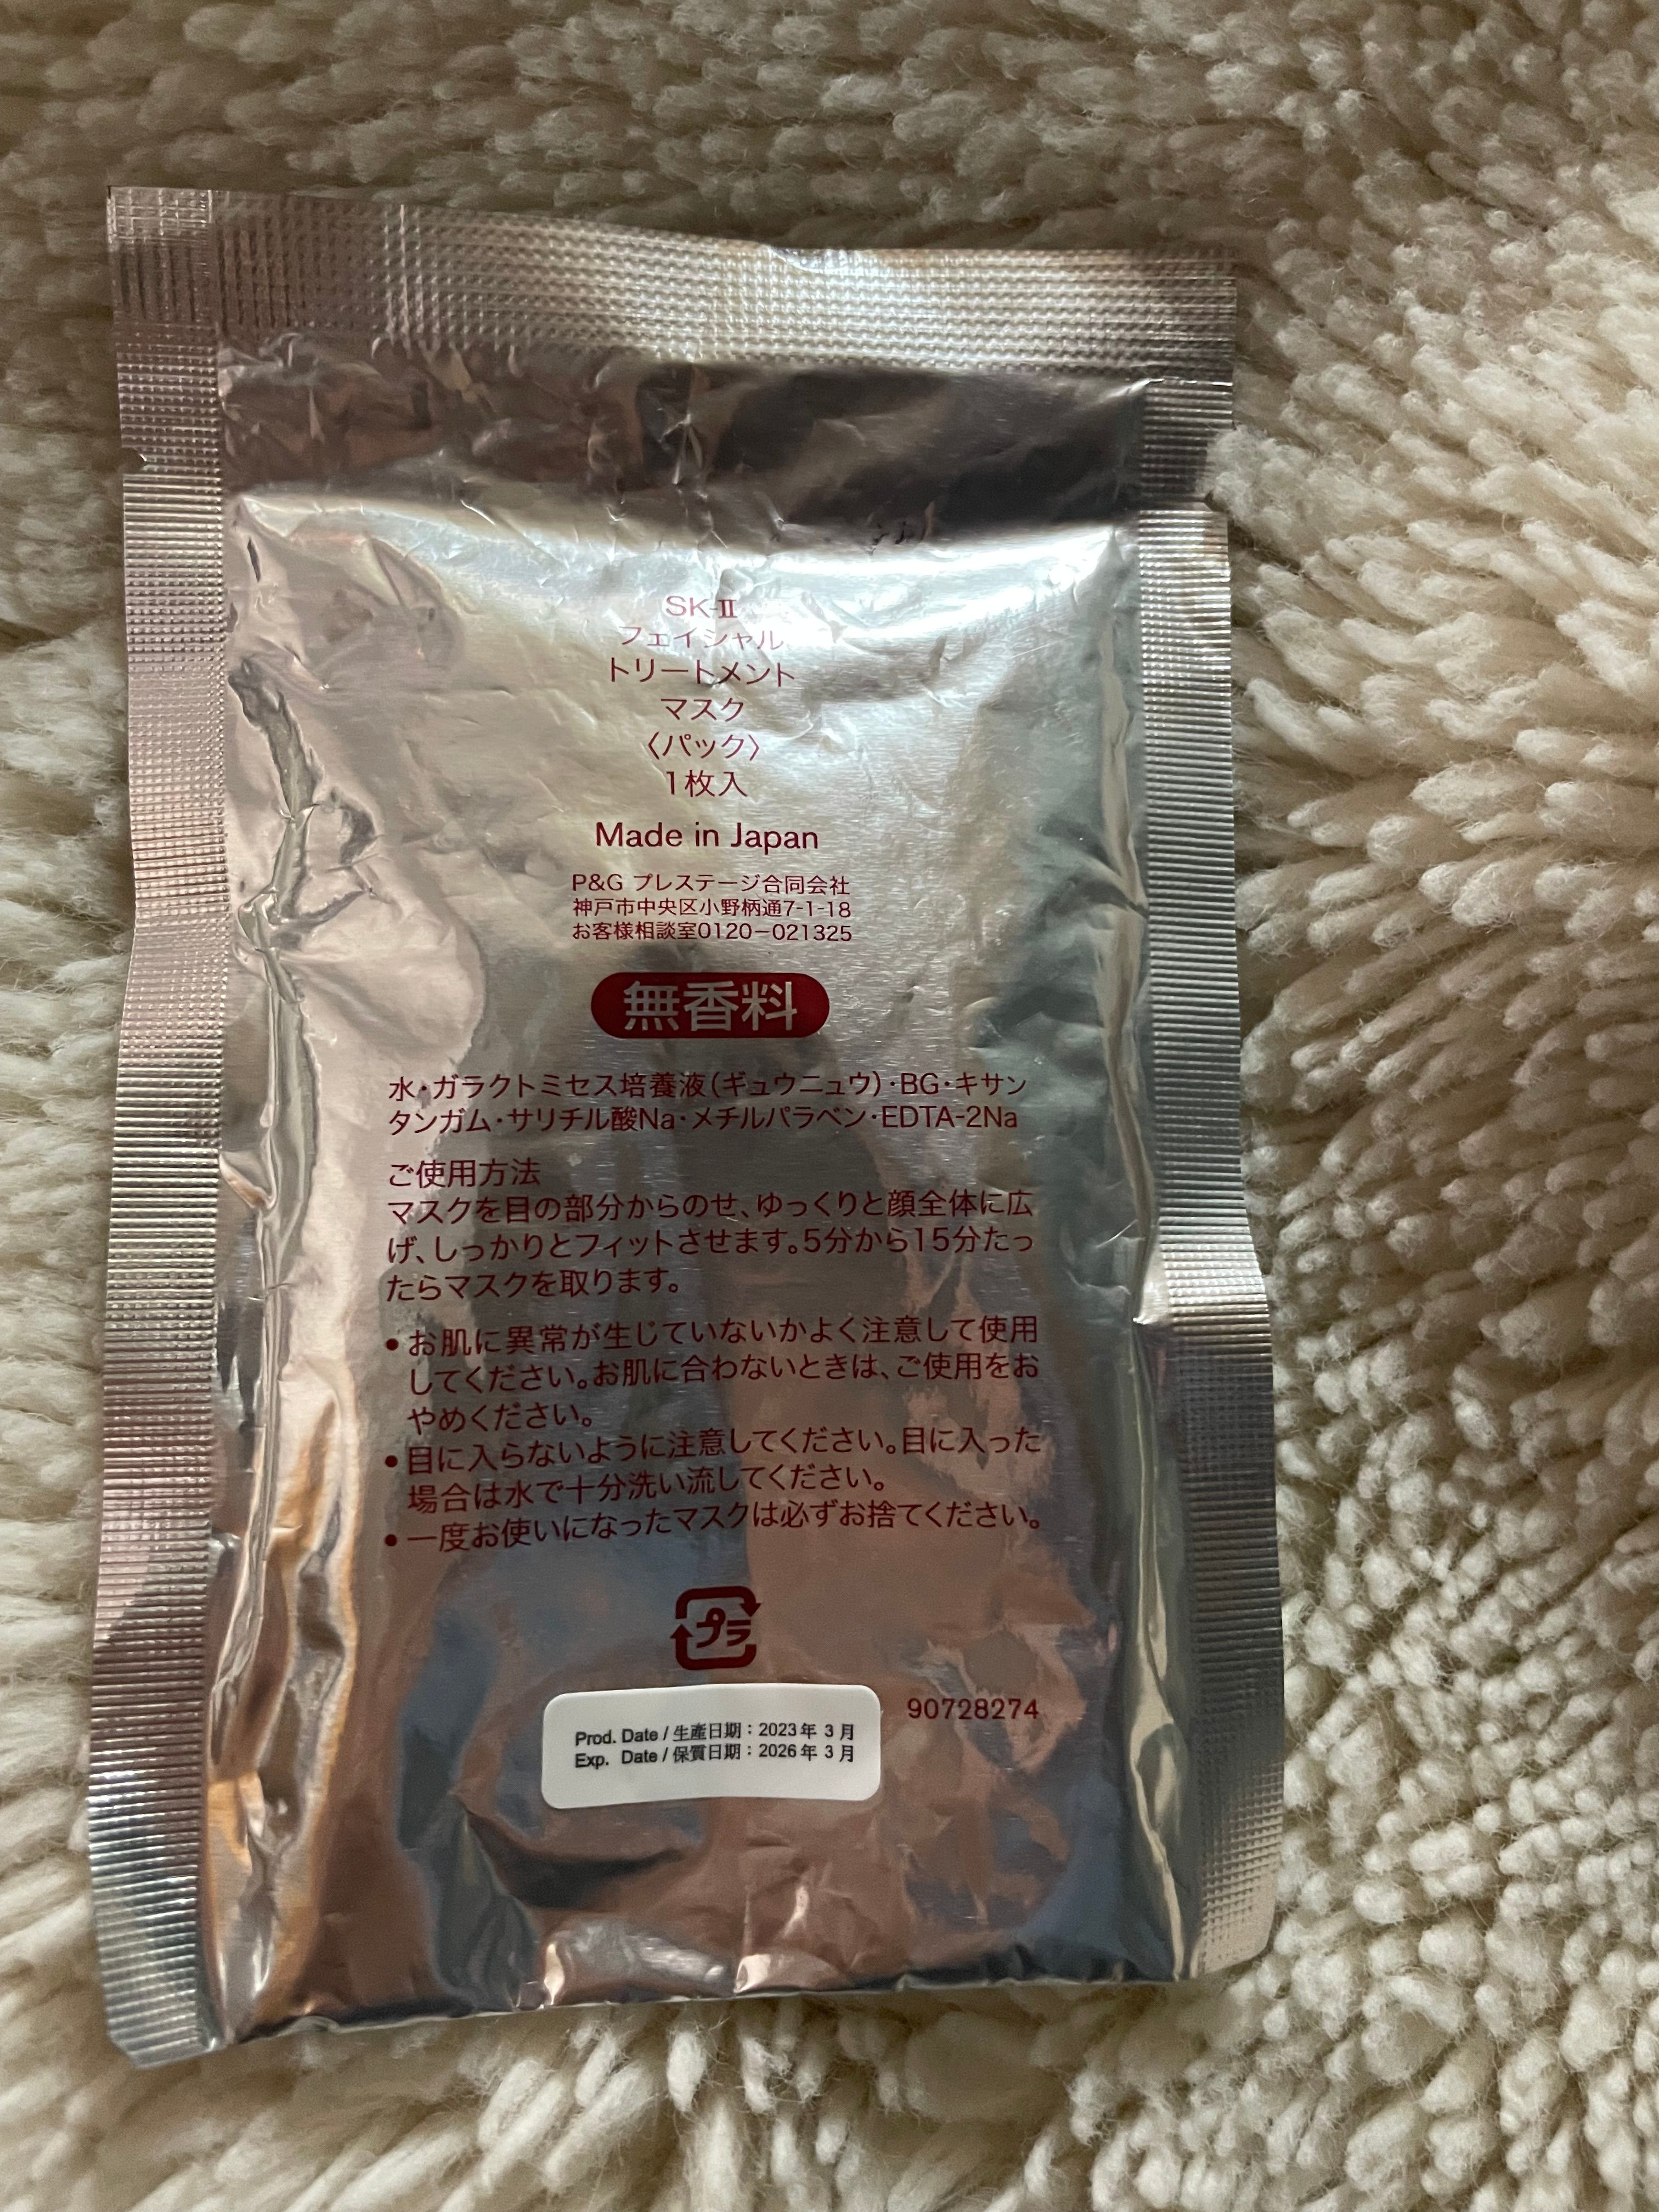 SK-Ⅱ
フェイシャル
トリートメント
マスク
〈パック〉
1枚入
Made in Japan
P&G プレステージ合同会社
神戸市中央区小野柄通7-1-18
お客様相談室0120−021325
無香料
水・ガラクトミセス培養液（ギュウニュウ）・BG・キサン
タンガム・サリチル酸Na・メチルパラベン・EDTA-2Na
ご使用方法
マスクを目の部分からのせ、ゆっくりと顔全体に広
げ、しっかりとフィットさせます。5分から15分たっ
たらマスクを取ります。
•お肌に異常が生じていないかよく注意して使用
してください。お肌に合わないときは、ご使用をお
やめください。
•目に入らないように注意してください。目に入った
場合は水で十分洗い流してください。
•一度お使いになったマスクは必ずお捨てください。
プラ
90728274
Prod. Date / 生產日期：2023年 3 月
Exp. Date / 保質日期：2026年 3 月